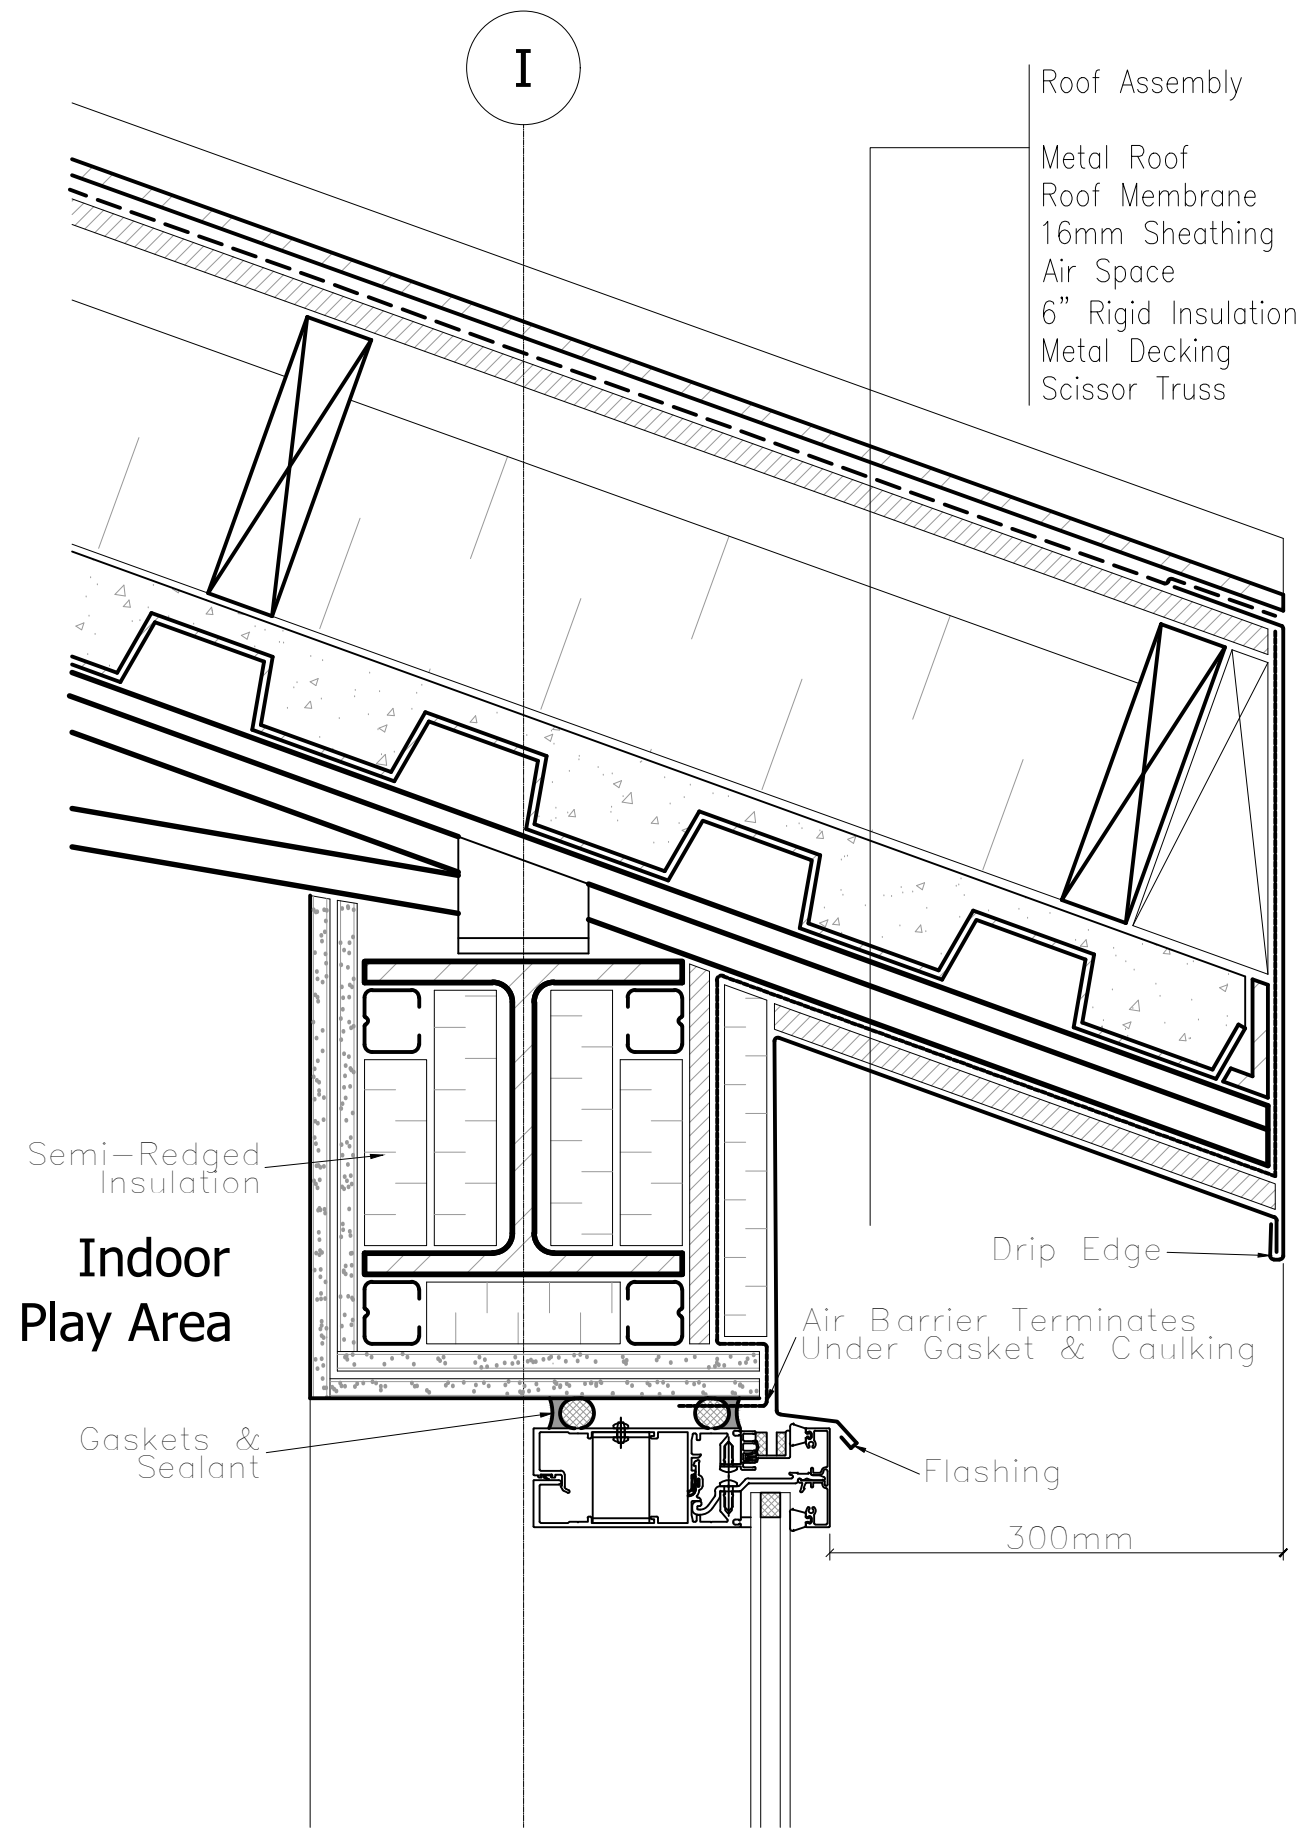 I
Roof Assembly
Metal Roof
Roof Membrane
16mm Sheathing
Air Space
6" Rigid Insulation
Metal Decking
Scissor Truss
Semi-Redged
Insulation
Indoor
Play Area
Drip Edge
Air Barrier Terminates
Under Gasket & Caulking
Gaskets &
Sealant
Flashing
300mm